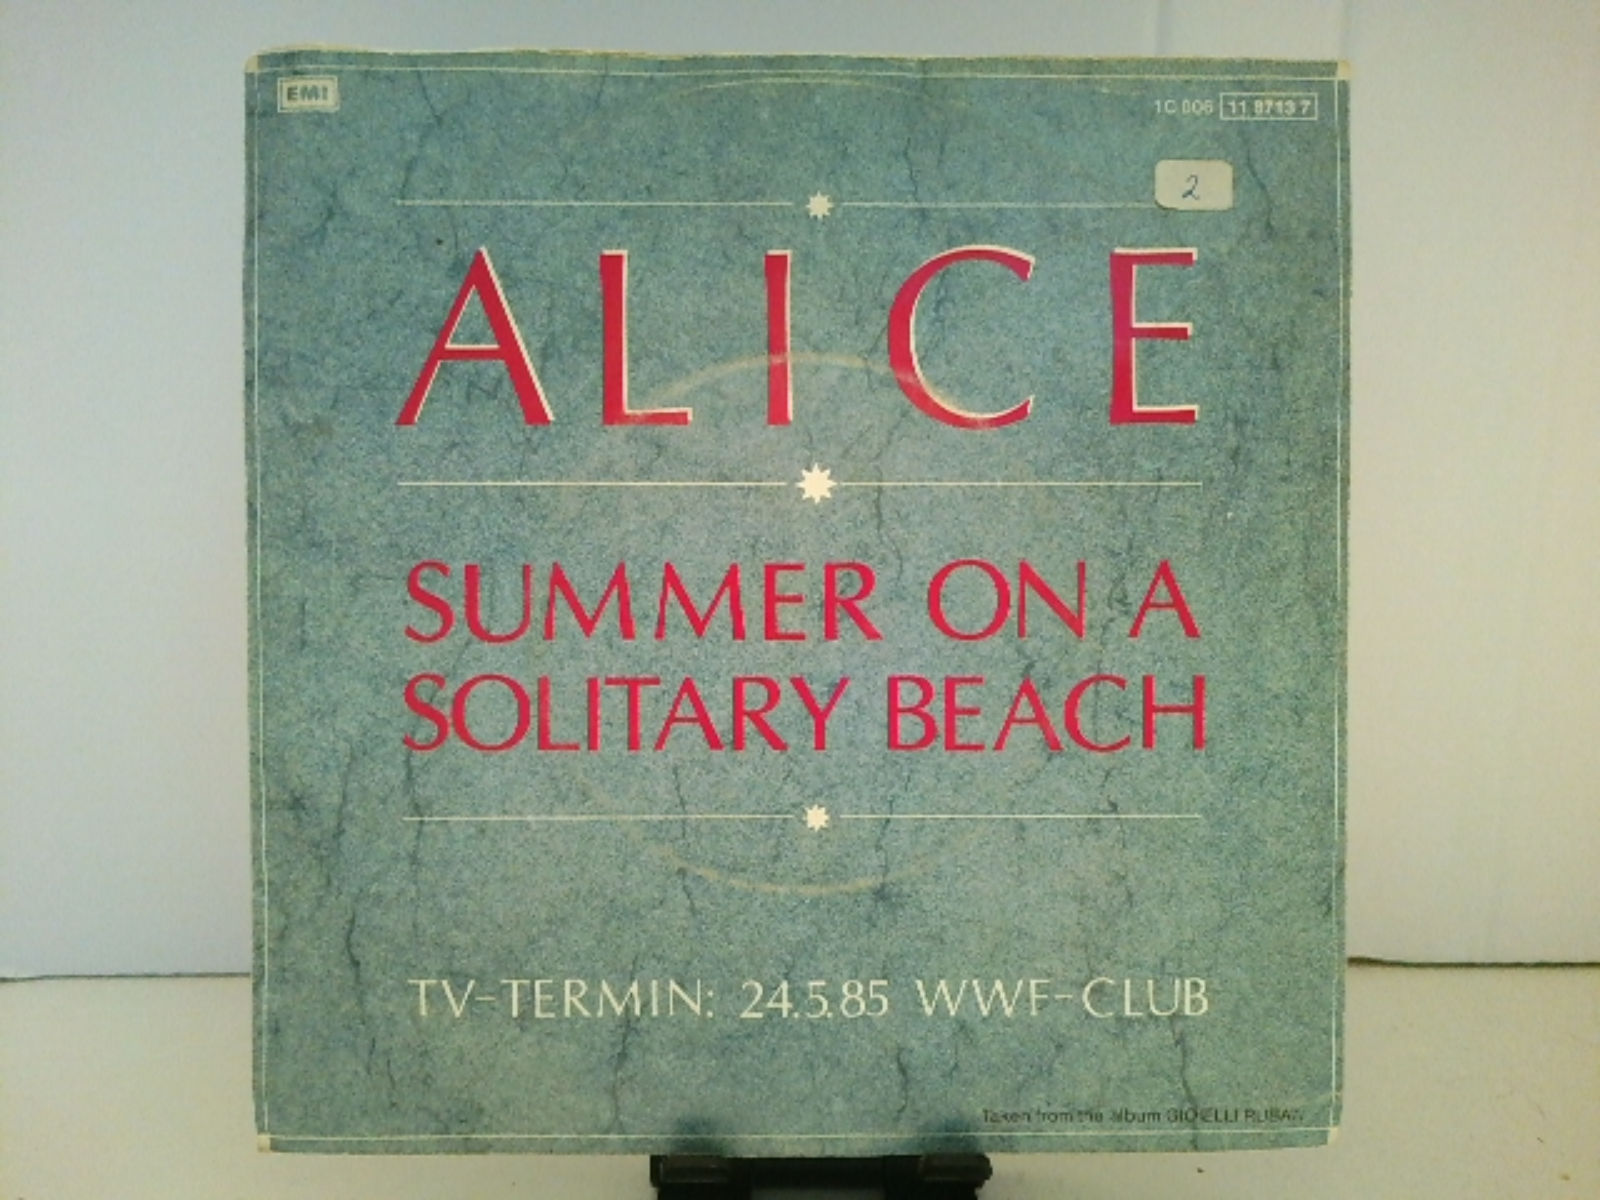 EMI
1C 006 11 8713 7
2
ALICE
SUMMER ON A
SOLITARY BEACH
TV-TERMIN: 24.5.85 WWF-CLUB
Taken from the album GIOIELLI RUBATI